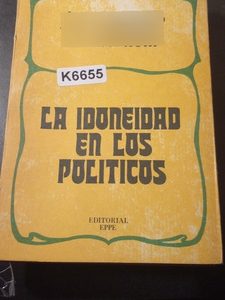 K6655
LA IDONEIDAD
EN LOS
POLITICOS
EDITORIAL
EPPE